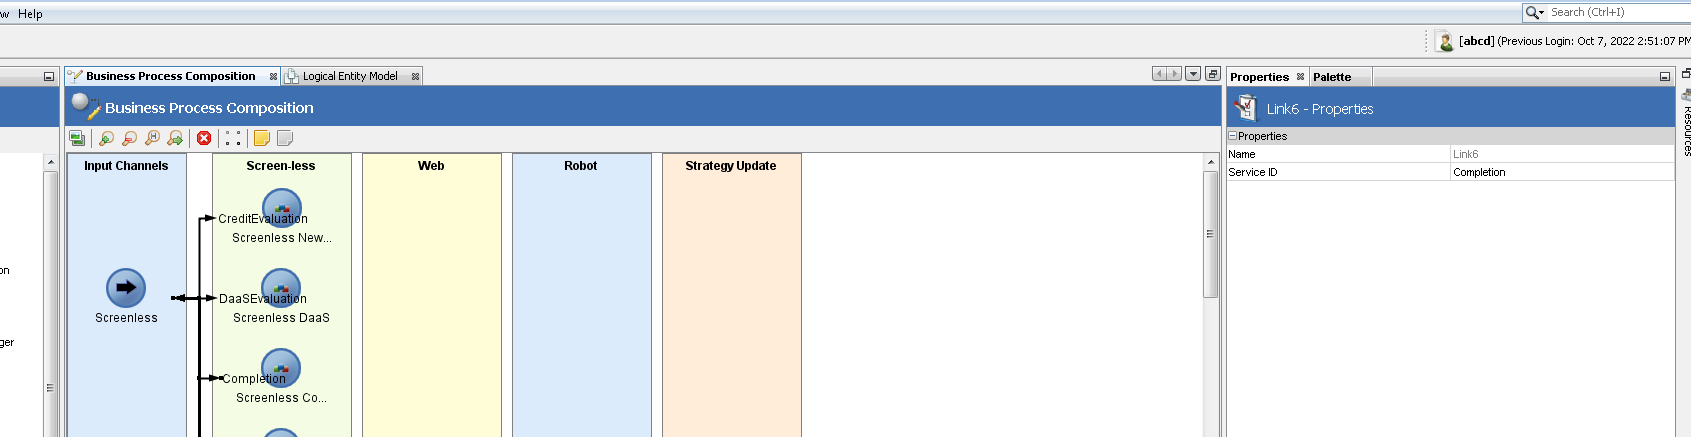 w Help
Search (Ctrl+I)
[abcd] (Previous Login: Oct 7, 2022 2:51:07 PM
Business Process Composition
Logical Entity Model
Properties
Palette
Business Process Composition
Link6 - Properties
Resources
Properties
Name Link6
Service ID Completion
Input Channels
Screen-less
Web
Robot
Strategy Update
CreditEvaluation
Screenless New...
DaaSEvaluation
Screenless
Screenless DaaS
Completion
Screenless Co...
on
ger